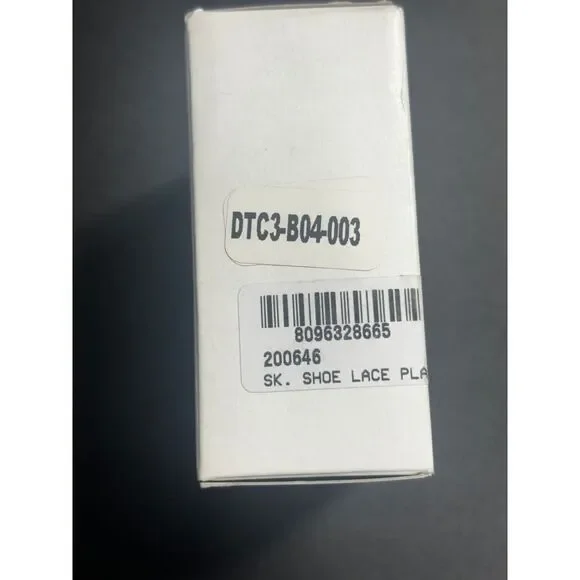 DTC3-B04-003
8096328665
200646
SK. SHOE LACE PLA